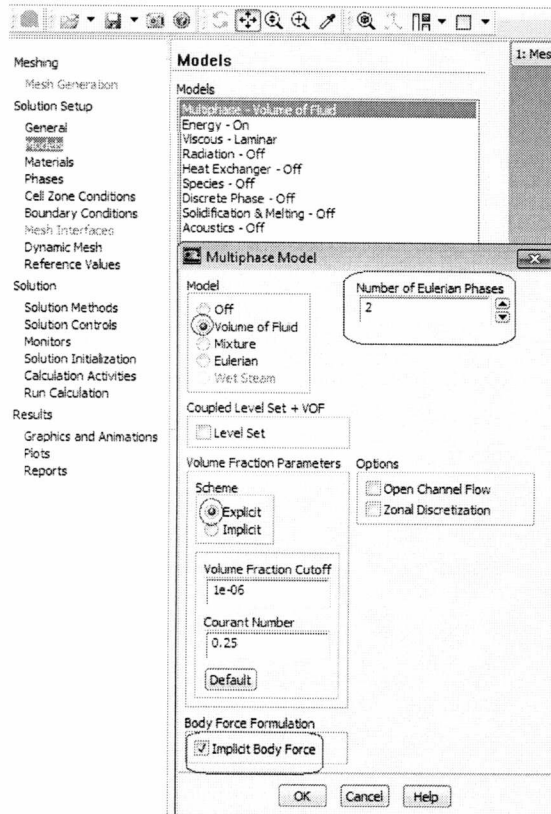 1: Mes
Meshing
Mesh Generation
Solution Setup
General
Models
Materials
Phases
Cell Zone Conditions
Boundary Conditions
Mesh Interfaces
Dynamic Mesh
Reference Values
Solution
Solution Methods
Solution Controls
Monitors
Solution Initialization
Calculation Activities
Run Calculation
Results
Graphics and Animations
Plots
Reports
Models
Models
Multiphase - Volume of Fluid
Energy - On
Viscous - Laminar
Radiation - Off
Heat Exchanger - Off
Species - Off
Discrete Phase - Off
Solidification & Melting - Off
Acoustics - Off
Multiphase Model
Model
Off
Volume of Fluid
Mixture
Eulerian
Wet Steam
Number of Eulerian Phases
2
Coupled Level Set + VOF
Level Set
Volume Fraction Parameters
Scheme
Explicit
Implicit
Volume Fraction Cutoff
1e-06
Courant Number
0.25
Default
Options
Open Channel Flow
Zonal Discretization
Body Force Formulation
Implicit Body Force
OK
Cancel
Help